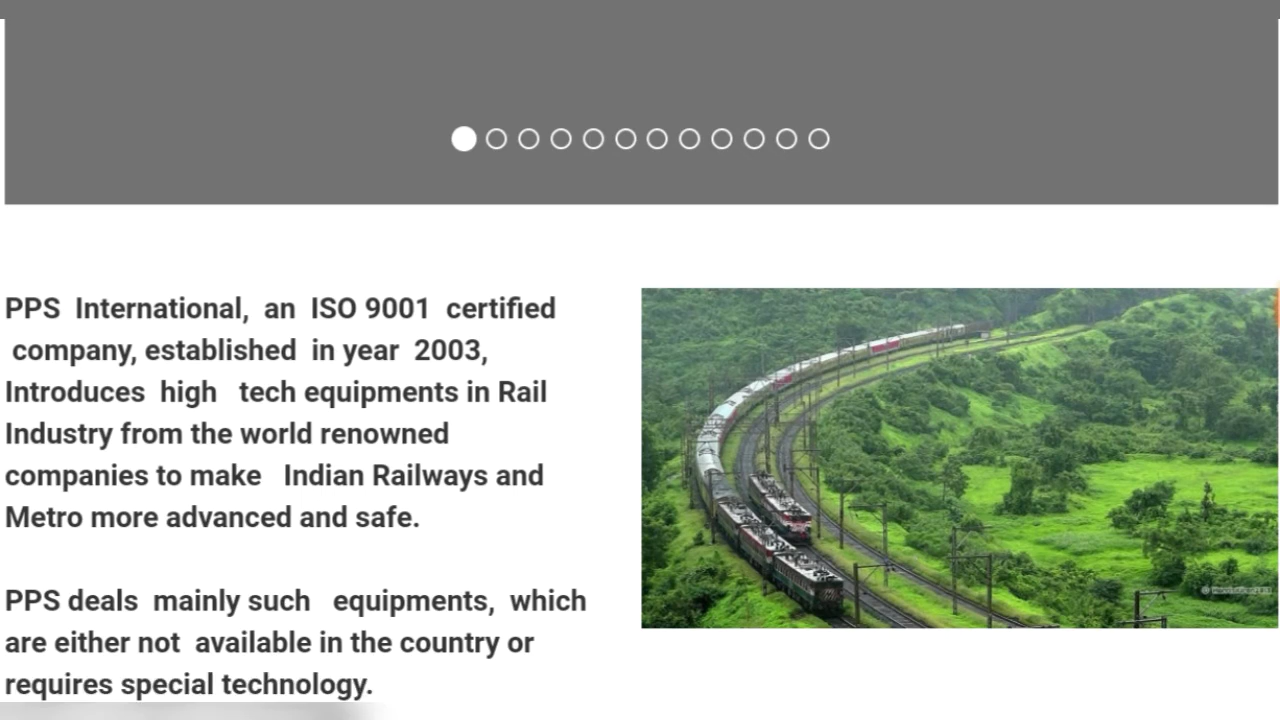 PPS International, an ISO 9001 certified
company, established in year 2003,
Introduces high tech equipments in Rail
Industry from the world renowned
companies to make Indian Railways and
Metro more advanced and safe.
PPS deals mainly such equipments, which
are either not available in the country or
requires special technology.